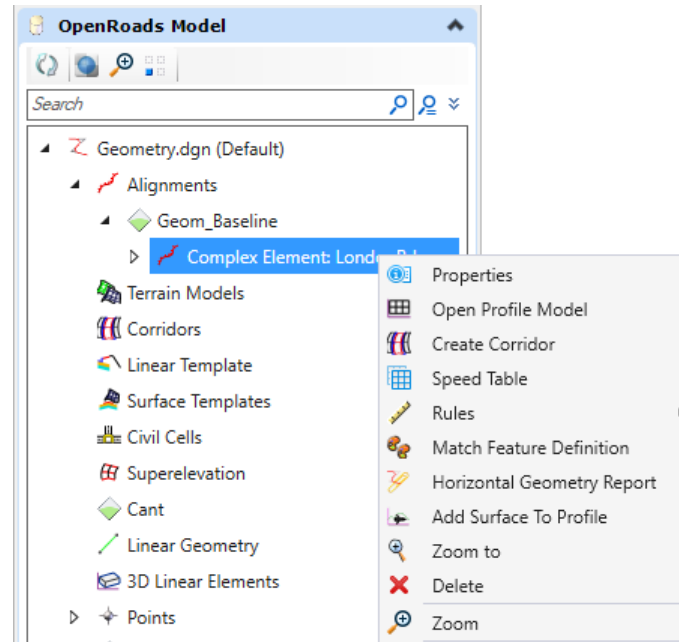 OpenRoads Model
Search
Geometry.dgn (Default)
Alignments
Geom_Baseline
Complex Element:
Terrain Models
Corridors
Linear Template
Surface Templates
Civil Cells
Superelevation
Cant
Linear Geometry
3D Linear Elements
Points
Properties
Open Profile Model
Create Corridor
Speed Table
Rules
Match Feature Definition
Horizontal Geometry Report
Add Surface To Profile
Zoom to
Delete
Zoom